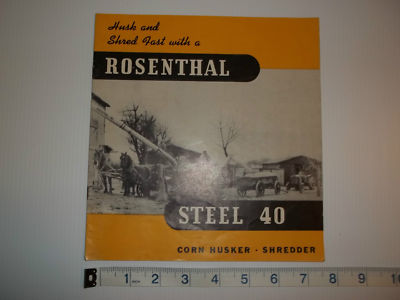 Husk and
Shred Fast with a
ROSENTHAL
STEEL 40
CORN HUSKER - SHREDDER
1 2 3 4 5 6 7 8 9 10